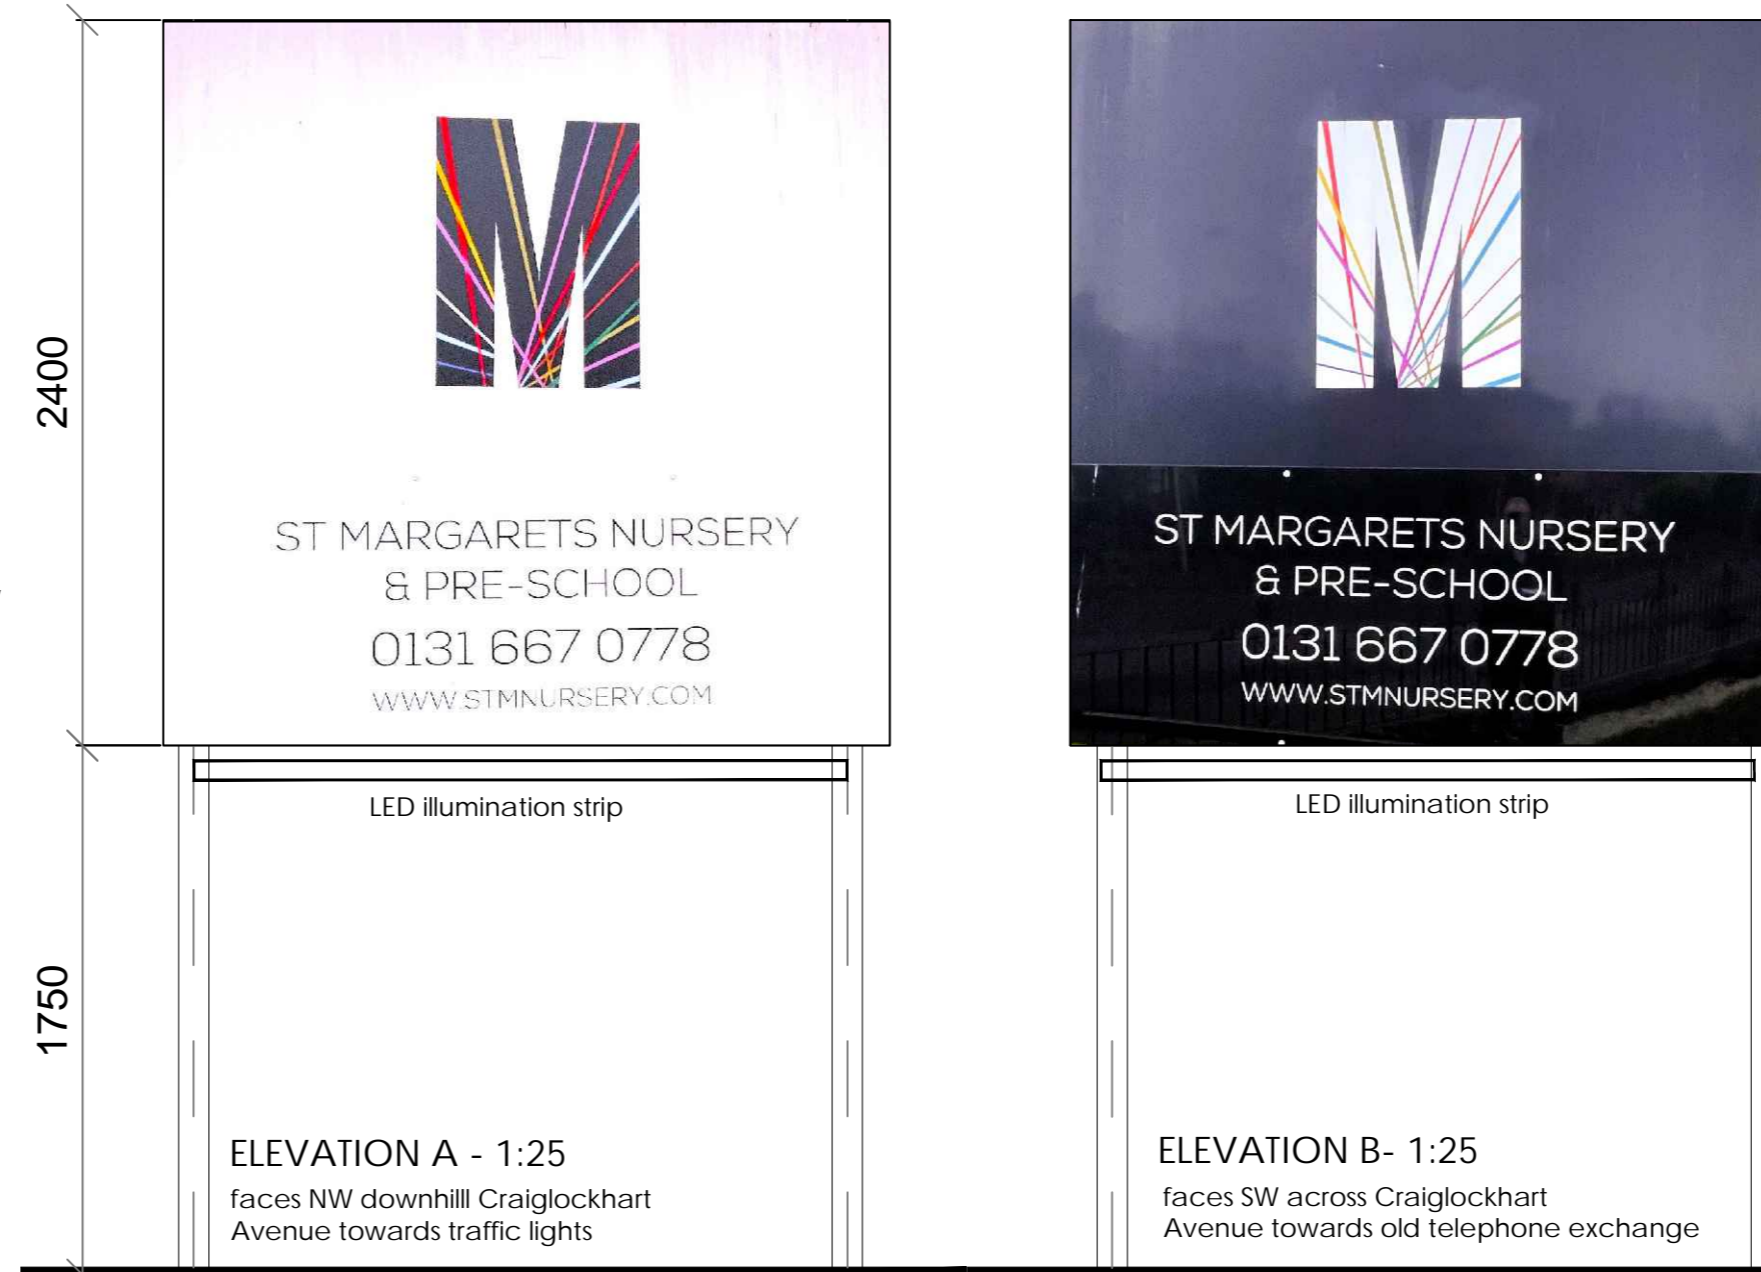 2400
M
ST MARGARETS NURSERY
& PRE-SCHOOL
0131 667 0778
WWW.STMNURSERY.COM
LED illumination strip
1750
ELEVATION A - 1:25
faces NW downhilll Craiglockhart
Avenue towards traffic lights
M
ST MARGARETS NURSERY
& PRE-SCHOOL
0131 667 0778
WWW.STMNURSERY.COM
LED illumination strip
ELEVATION B- 1:25
faces SW across Craiglockhart
Avenue towards old telephone exchange